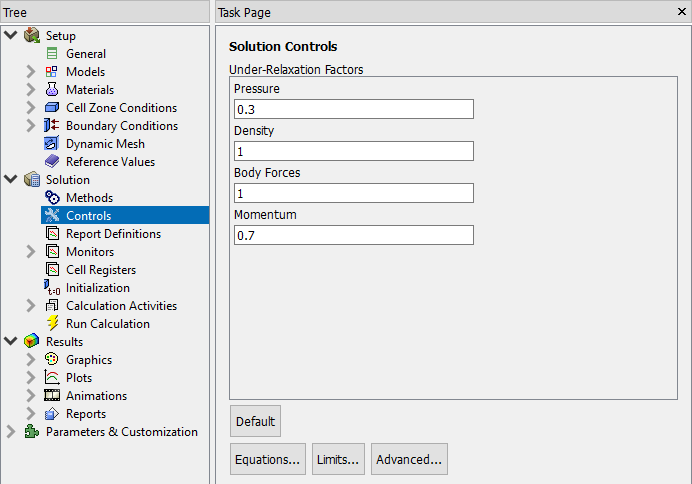 Tree
Setup
General
Models
Materials
Cell Zone Conditions
Boundary Conditions
Dynamic Mesh
Reference Values
Solution
Methods
Controls
Report Definitions
Monitors
Cell Registers
t=0 Initialization
Calculation Activities
Run Calculation
Results
Graphics
Plots
Animations
Reports
Parameters & Customization
Task Page
Solution Controls
Under-Relaxation Factors
Pressure
0.3
Density
1
Body Forces
1
Momentum
0.7
Default
Equations... Limits... Advanced...